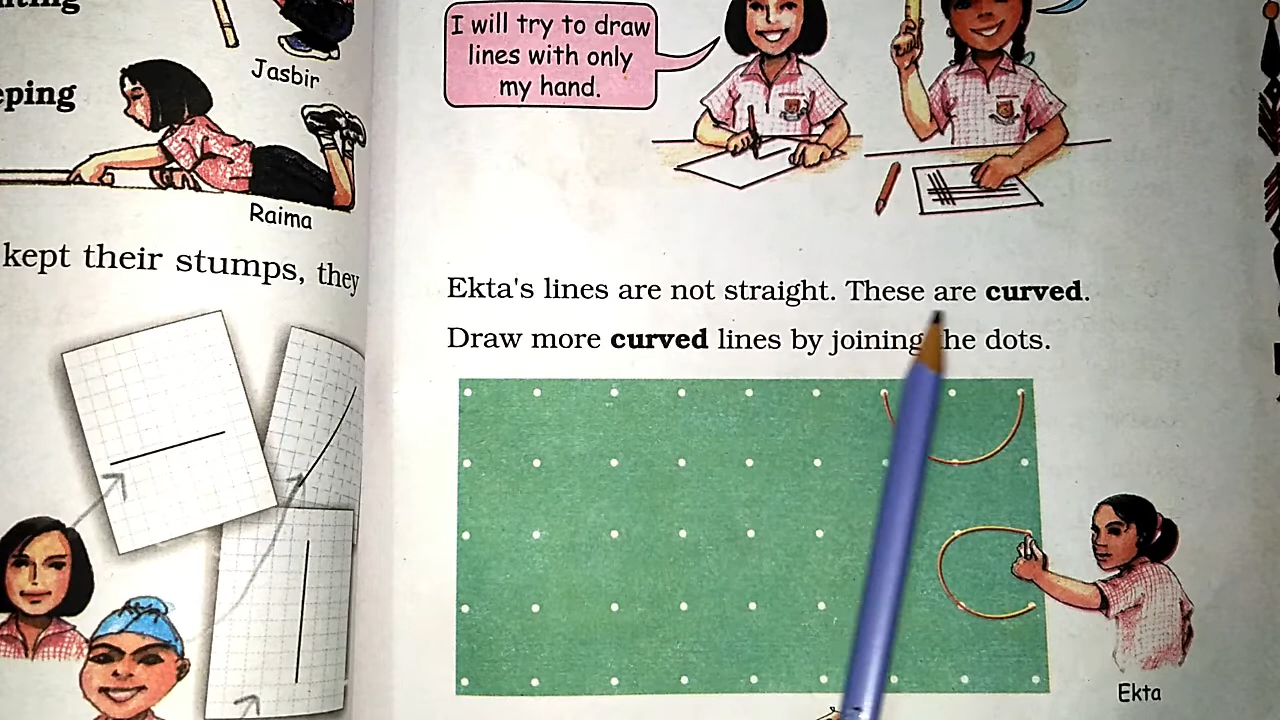 Jasbir
Raima
kept their stumps, they
I will try to draw
lines with only
my hand.
Ekta's lines are not straight. These are curved.
Draw more curved lines by joining the dots.
Ekta